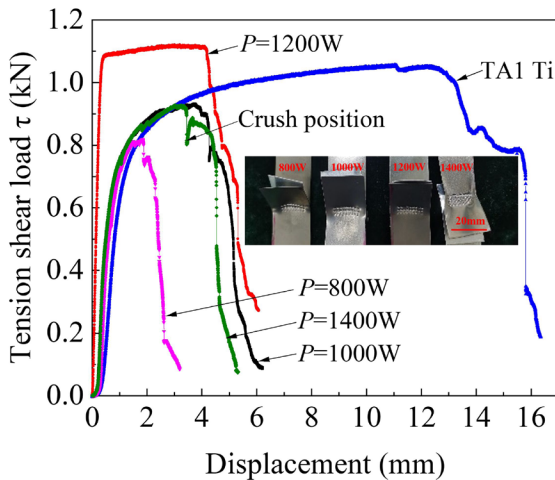 Tension shear load τ (kN)
1.2
1.0
0.8
0.6
0.4
0.2
0.0
0
2
4
6
8
10
12
14
16
Displacement (mm)
P=1200W
TA1 Ti
Crush position
800W
1000W
1200W
1400W
20mm
P=800W
P=1400W
P=1000W